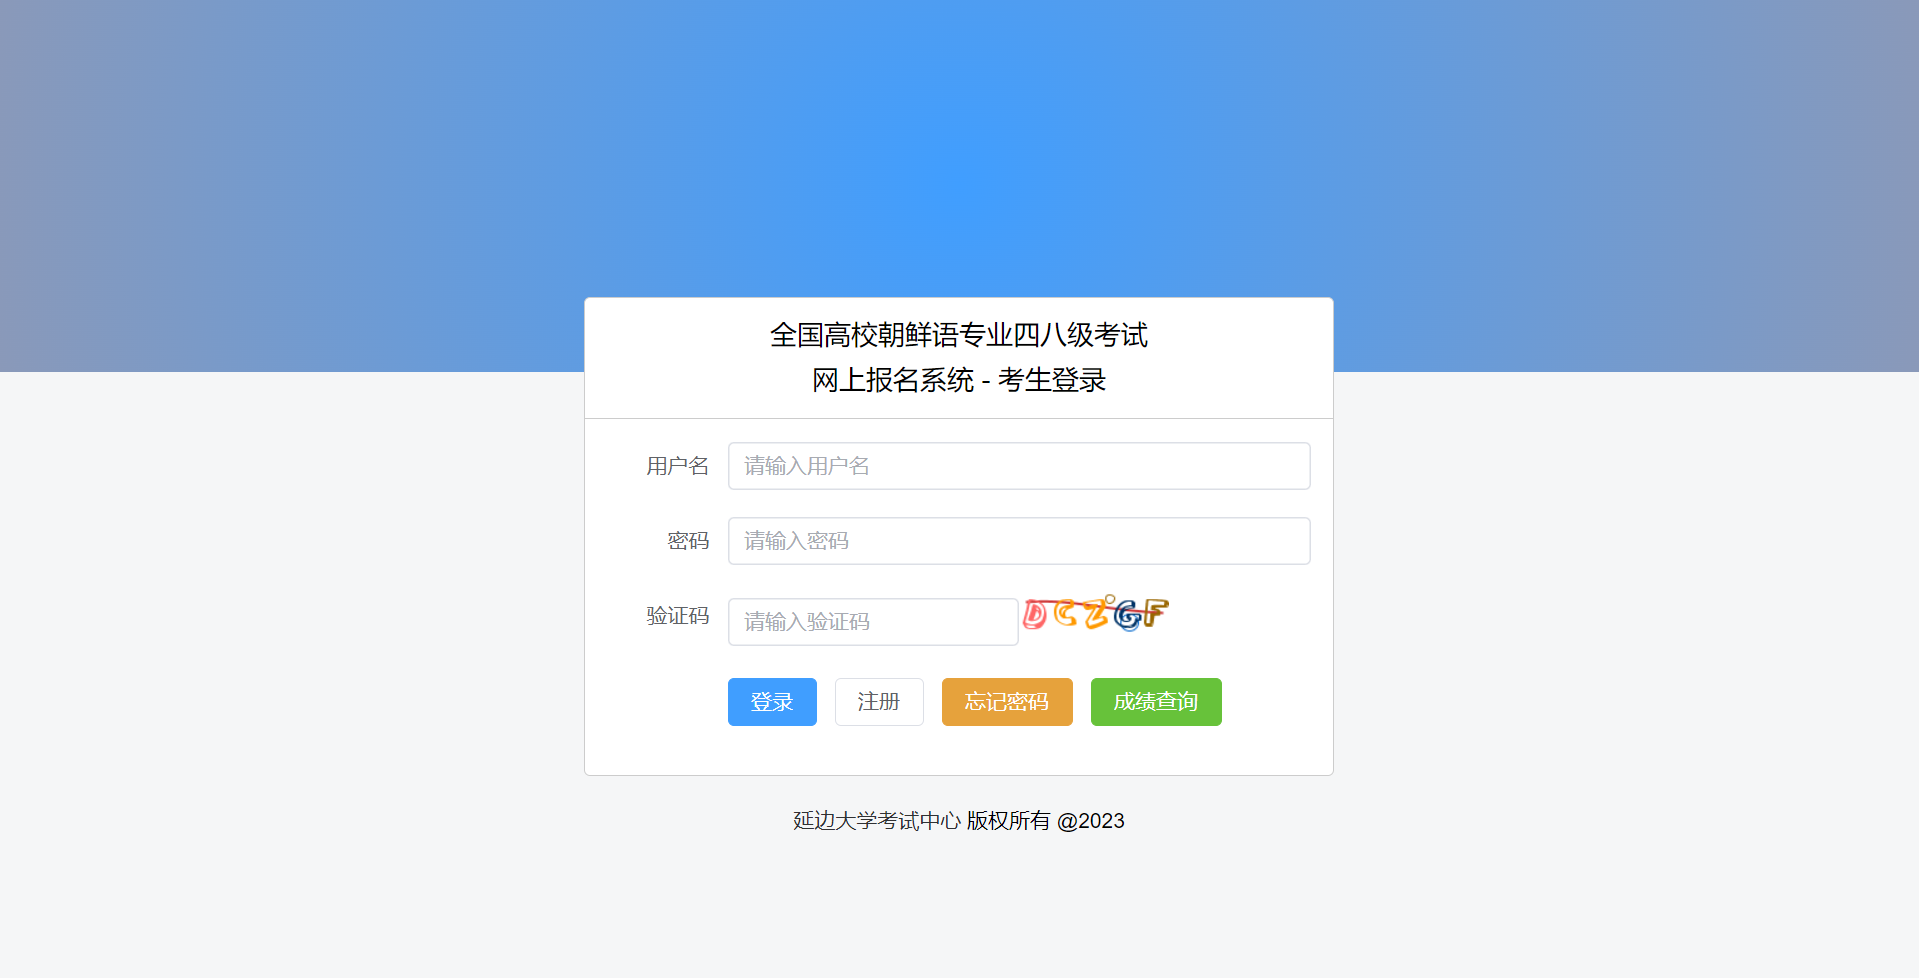 全国高校朝鲜语专业四八级考试
网上报名系统 - 考生登录
用户名 请输入用户名
密码 请输入密码
验证码 请输入验证码 DCZGF
登录 注册 忘记密码 成绩查询
延边大学考试中心 版权所有 @2023